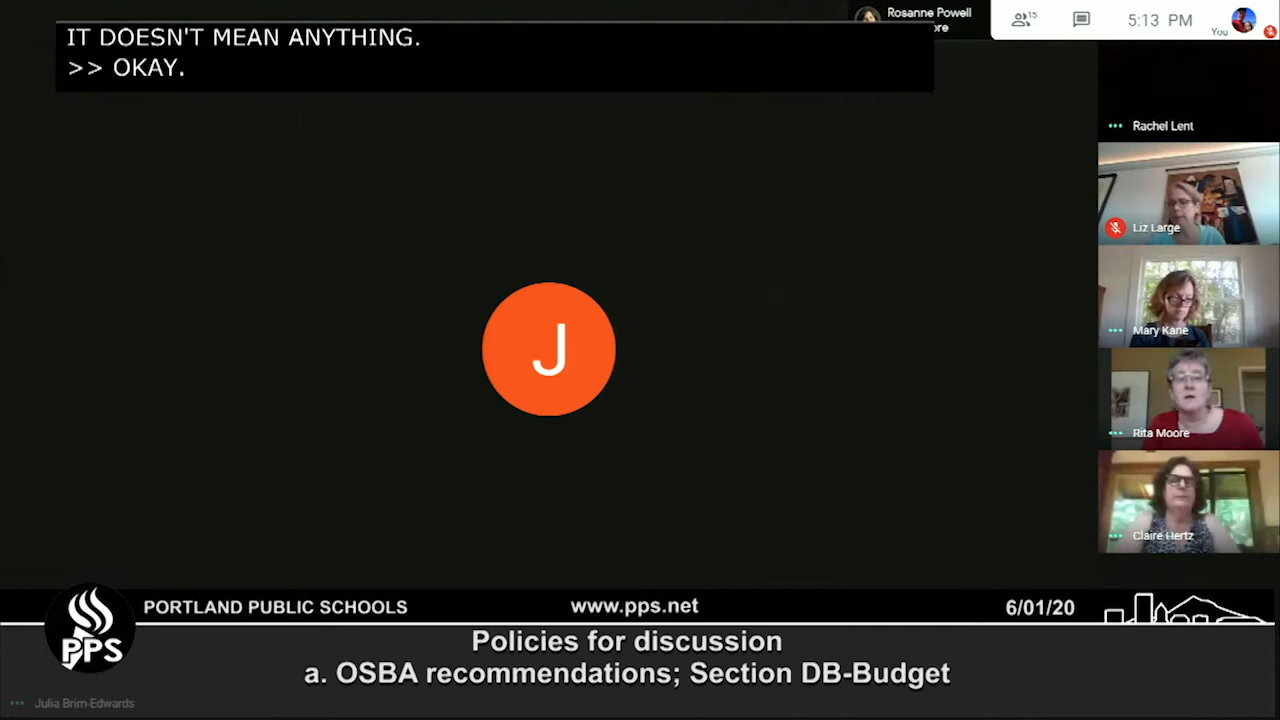 IT DOESN'T MEAN ANYTHING.
>> OKAY.
Rosanne Powell
ore
15
5:13 PM
You
Rachel Lent
Liz Large
Mary Kane
Rita Moore
Claire Hertz
J
PPS
PORTLAND PUBLIC SCHOOLS
www.pps.net
6/01/20
Policies for discussion
a. OSBA recommendations; Section DB-Budget
Julia Brim-Edwards